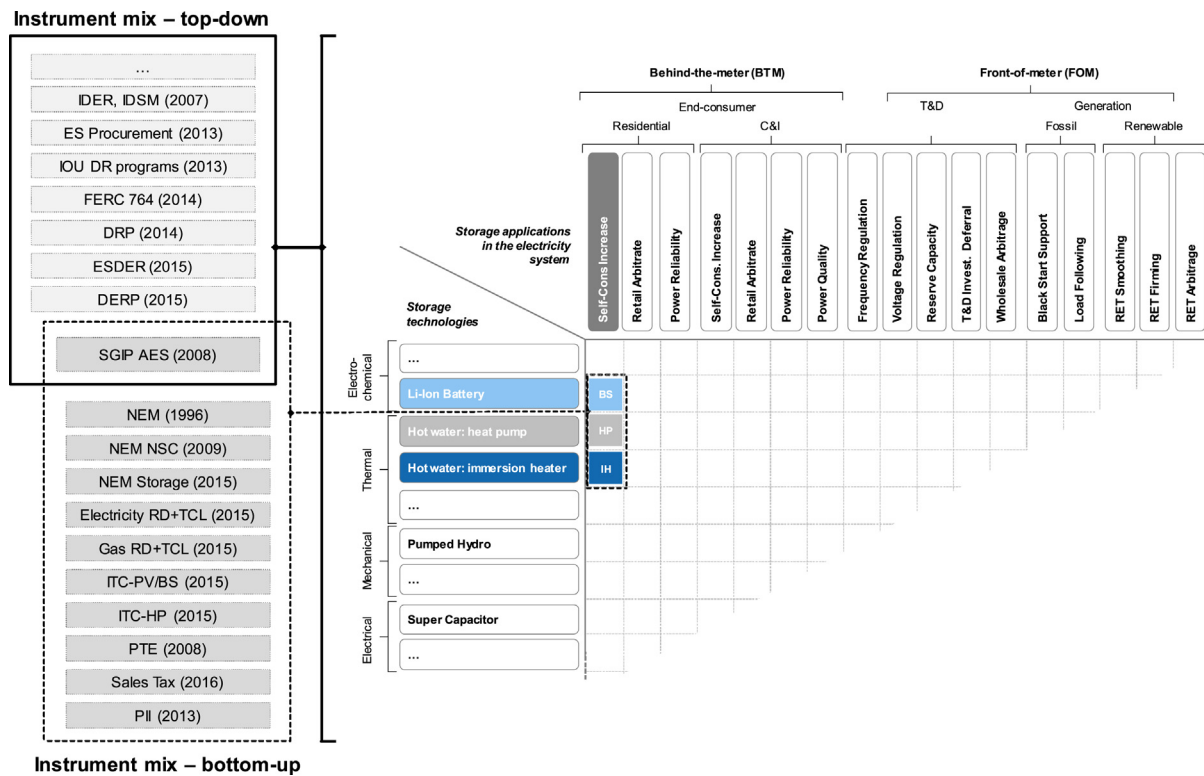 Instrument mix – top-down
...
IDER, IDSM (2007)
ES Procurement (2013)
IOU DR programs (2013)
FERC 764 (2014)
DRP (2014)
ESDER (2015)
DERP (2015)
SGIP AES (2008)
NEM (1996)
NEM NSC (2009)
NEM Storage (2015)
Electricity RD+TCL (2015)
Gas RD+TCL (2015)
ITC-PV/BS (2015)
ITC-HP (2015)
PTE (2008)
Sales Tax (2016)
PII (2013)
Instrument mix – bottom-up
Behind-the-meter (BTM)
Front-of-meter (FOM)
End-consumer
T&D
Generation
Residential
C&I
Fossil
Renewable
Storage applications
in the electricity
system
Self-Cons Increase
Retail Arbitrate
Power Reliability
Self-Cons. Increase
Retail Arbitrate
Power Reliability
Power Quality
Frequency Regulation
Voltage Regulation
Reserve Capacity
T&D Invest. Deferral
Wholesale Arbitrage
Black Start Support
Load Following
RET Smoothing
RET Firming
RET Arbitrage
Storage
technologies
Electro-
chemical
...
Li-Ion Battery
BS
Thermal
Hot water: heat pump
HP
Hot water: immersion heater
IH
...
Mechanical
Pumped Hydro
...
Electrical
Super Capacitor
...